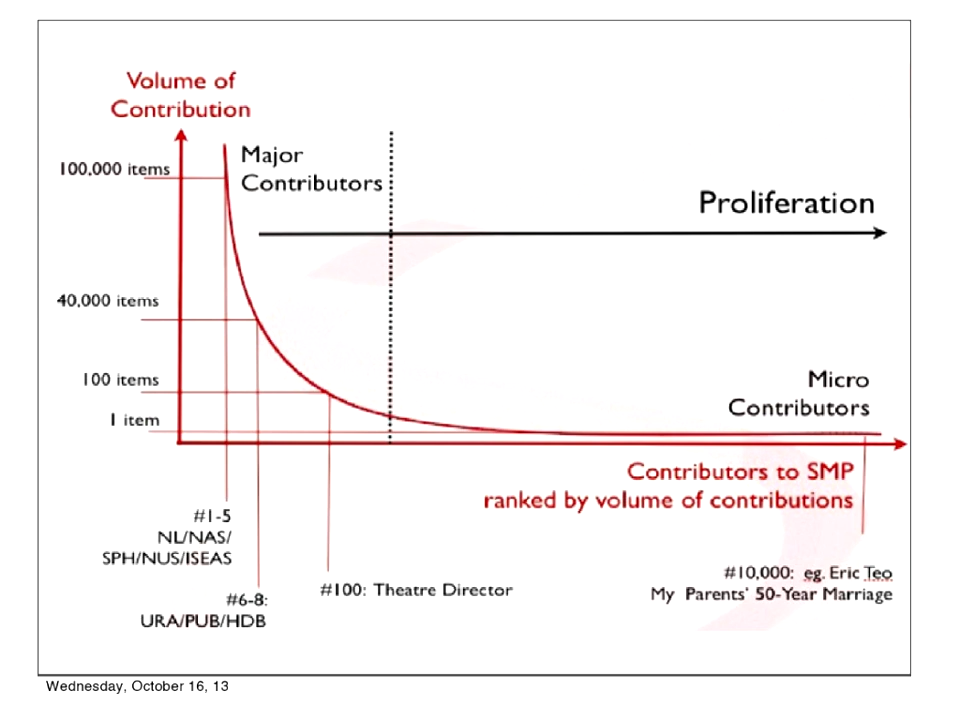 Volume of
Contribution
100,000 items
Major
Contributors
Proliferation
40,000 items
100 items
1 item
Micro
Contributors
Contributors to SMP
ranked by volume of contributions
#1-5
NL/NAS/
SPH/NUS/ISEAS
#6-8:
URA/PUB/HDB
#100: Theatre Director
#10,000: eg. Eric Teo
My Parents' 50-Year Marriage
Wednesday, October 16, 13